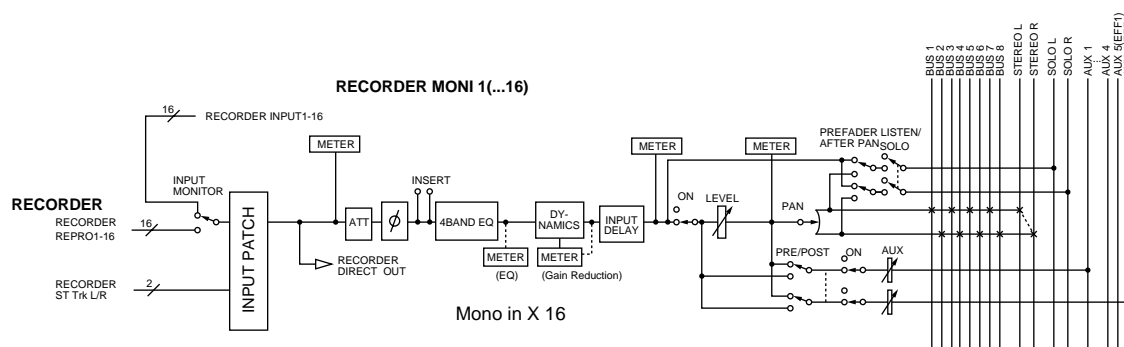 RECORDER MONI 1(...16)
16
RECORDER INPUT1-16
INPUT
MONITOR
RECORDER
RECORDER
REPRO1-16
16
RECORDER
ST Trk L/R
2
INPUT PATCH
METER
RECORDER
DIRECT OUT
ATT
ϕ
INSERT
4BAND EQ
METER
(EQ)
DY-
NAMICS
METER
(Gain Reduction)
INPUT
DELAY
METER
ON
LEVEL
METER
PAN
PREFADER LISTEN/
AFTER PAN
SOLO
PRE/POST
ON
AUX
Mono in X 16
BUS 1
BUS 2
BUS 3
BUS 4
BUS 5
BUS 6
BUS 7
BUS 8
STEREO L
STEREO R
SOLO L
SOLO R
AUX 1
...
AUX 4
AUX 5(EFF1)